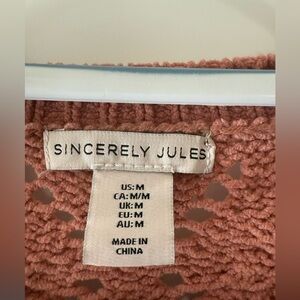 SINCERELY JULES
US:M
CA:M/M
UK:M
EU:M
AU:M
MADE IN
CHINA